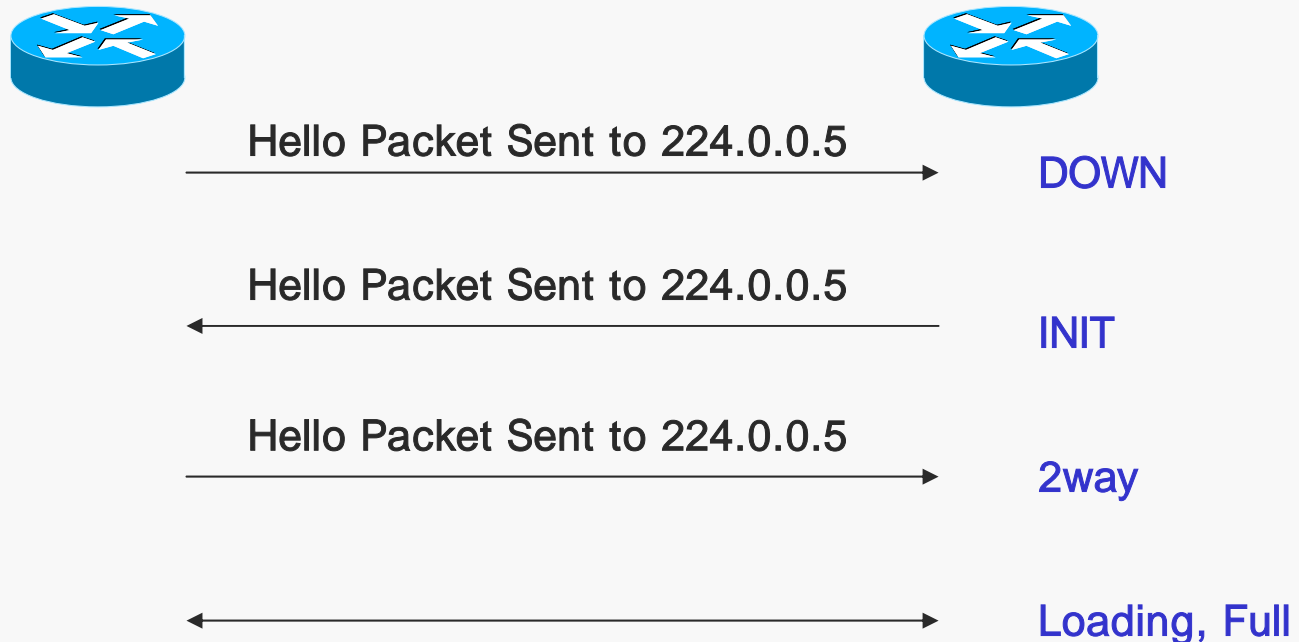 Hello Packet Sent to 224.0.0.5
DOWN
Hello Packet Sent to 224.0.0.5
INIT
Hello Packet Sent to 224.0.0.5
2way
Loading, Full